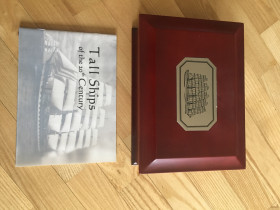 Tall Ships
of the 20th Century